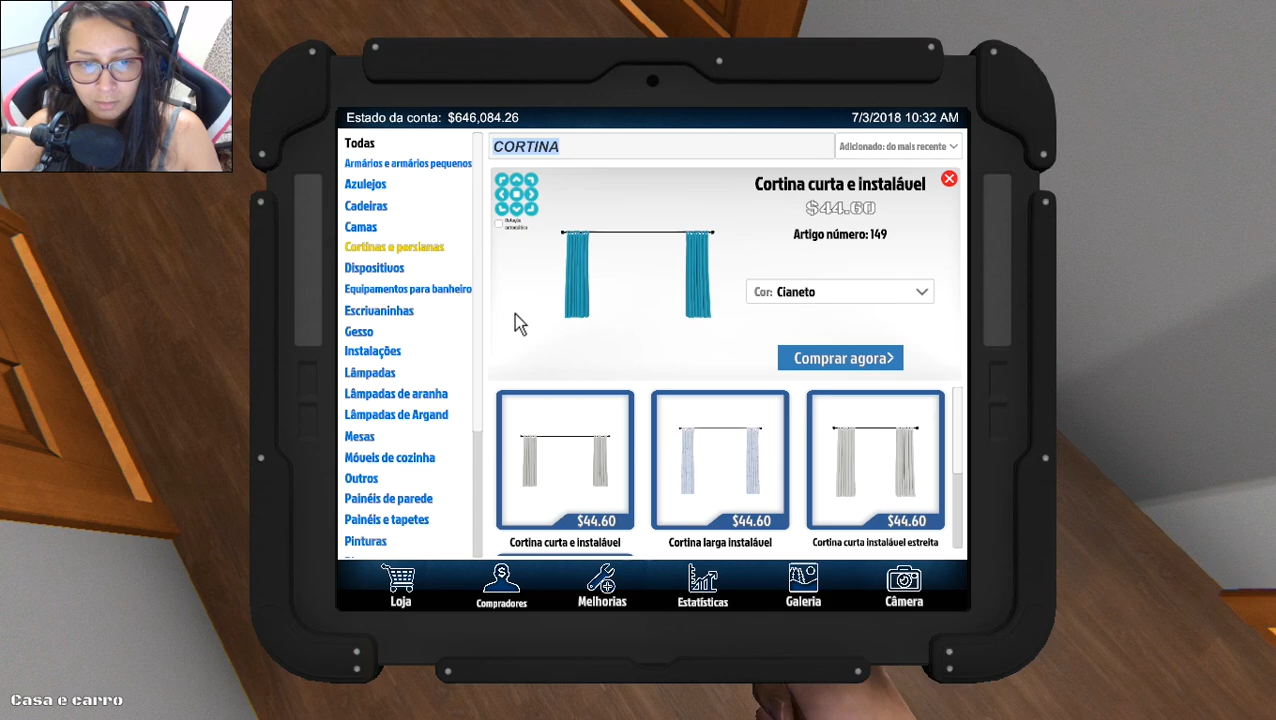 Estado da conta: $646,084.26
7/3/2018 10:32 AM
Todas
Armários e armários pequenos
Azulejos
Cadeiras
Camas
Cortinas e persianas
Dispositivos
Equipamentos para banheiro
Escrivaninhas
Gesso
Instalações
Lâmpadas
Lâmpadas de aranha
Lâmpadas de Argand
Mesas
Móveis de cozinha
Outros
Painéis de parede
Painéis e tapetes
Pinturas
CORTINA
Adicionado: do mais recente
Rotação
automático
Cortina curta e instalável
$44.60
Artigo número: 149
Cor: Cianeto
Comprar agora>
$44.60
$44.60
$44.60
Cortina curta e instalável
Cortina larga instalável
Cortina curta instalável estreita
Loja
Compradores
Melhorias
Estatísticas
Galeria
Câmera
Casa e carro